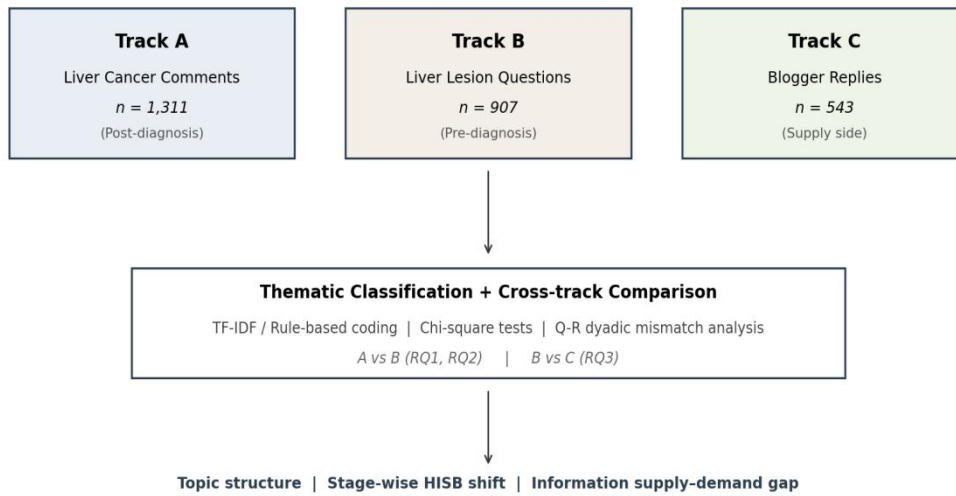 Track A
Liver Cancer Comments
n = 1,311
(Post-diagnosis)
Track B
Liver Lesion Questions
n = 907
(Pre-diagnosis)
Track C
Blogger Replies
n = 543
(Supply side)
Thematic Classification + Cross-track Comparison
TF-IDF / Rule-based coding | Chi-square tests | Q-R dyadic mismatch analysis
A vs B (RQ1, RQ2) | B vs C (RQ3)
Topic structure | Stage-wise HISB shift | Information supply–demand gap